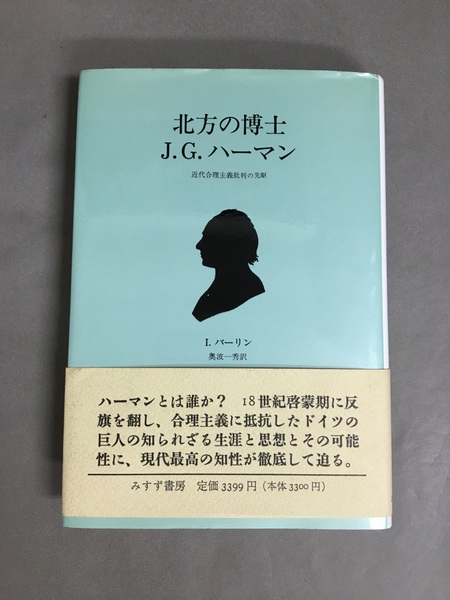 北方の博士
J.G.ハーマン
近代合理主義批判の先駆
I. バーリン
奥波一秀訳
ハーマンとは誰か？ 18世紀啓蒙期に反
旗を翻し、合理主義に抵抗したドイツの
巨人の知られざる生涯と思想とその可能
性に、現代最高の知性が徹底して迫る。
みすず書房 定価3399円（本体3300円）